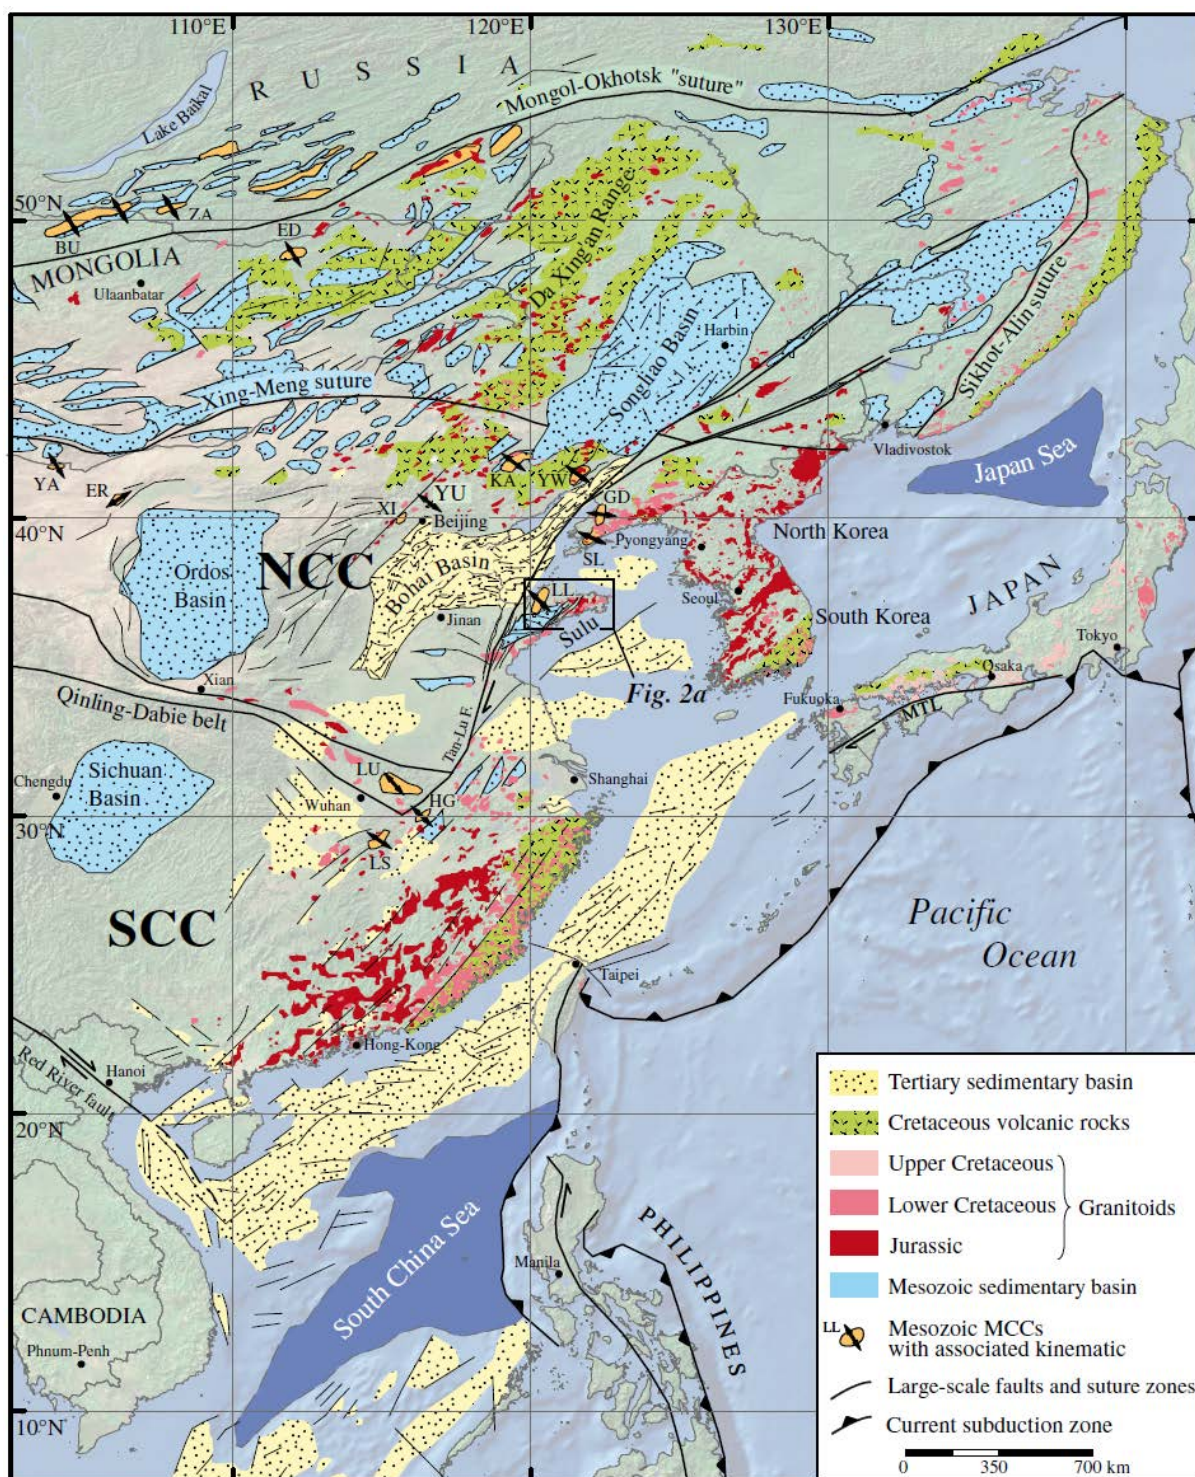 110°E
120°E
130°E
RUSSIA
Lake Baikal
Mongol-Okhotsk "suture"
50°N
ZA
BU
ED
MONGOLIA
Ulaanbatar
Da Xing'an Range
Harbin
Songliao Basin
Sikhot-Alin suture
Xing-Meng suture
Vladivostok
Japan Sea
YA
ER
KA
YW
YU
GD
XI
Beijing
40°N
Pyongyang
North Korea
SL
NCC
Ordos
Basin
Bohai Basin
LL
Seoul
JAPAN
Jinan
Sulu
South Korea
Tokyo
Xian
Osaka
Fig. 2a
Fukuoka
MTL
Qinling-Dabie belt
Tan-Lu F.
Sichuan
Basin
Chengdu
LU
Shanghai
Wuhan
HG
30°N
LS
SCC
Pacific
Ocean
Taipei
Hong-Kong
Red River fault
Hanoi
20°N
South China Sea
Manila
PHILIPPINES
CAMBODIA
Phnum-Penh
10°N
Tertiary sedimentary basin
Cretaceous volcanic rocks
Upper Cretaceous
Lower Cretaceous
Granitoids
Jurassic
Mesozoic sedimentary basin
LL
Mesozoic MCCs
with associated kinematic
Large-scale faults and suture zones
Current subduction zone
0 350 700 km